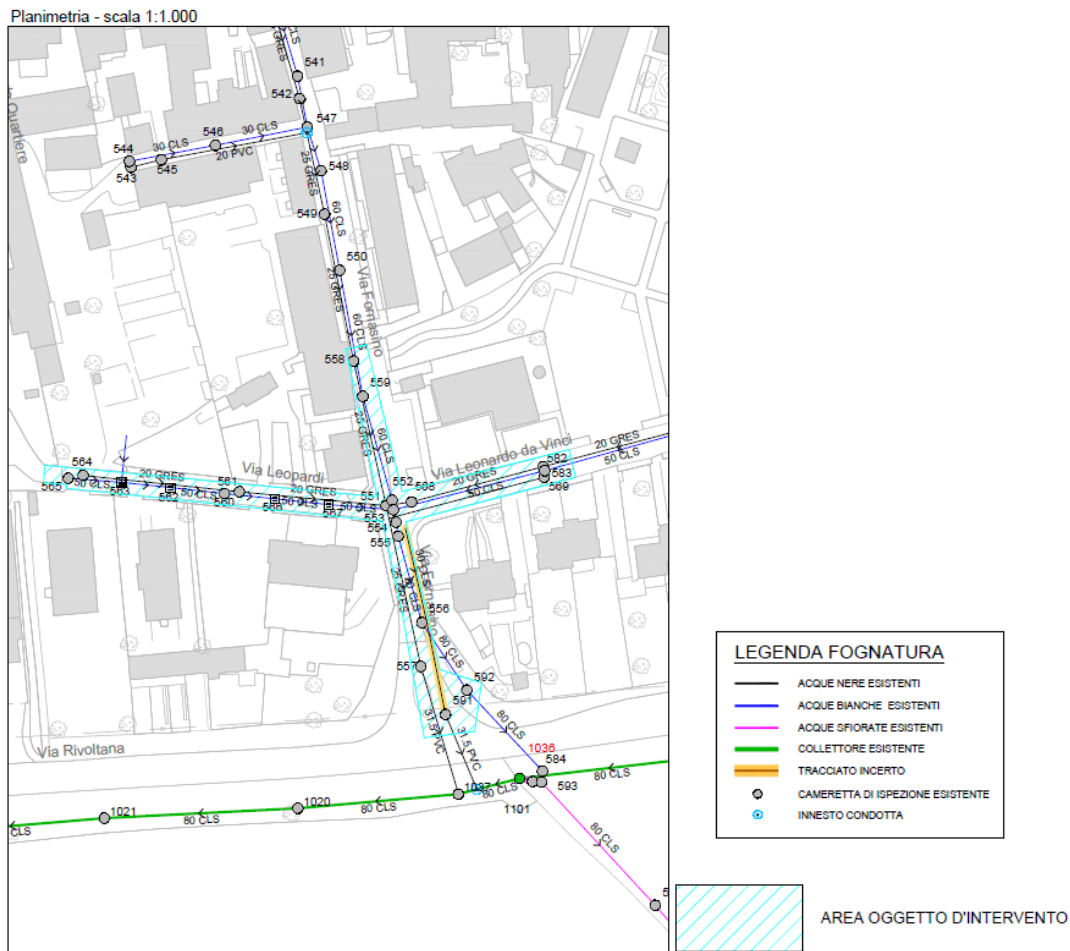 Planimetria - scala 1:1.000
CLS
GRES
541
542
547
Quartiere
546
30 CLS
544
30 CLS
20 PVC
545
543
25 GRES
548
549
60 CLS
550
25 GRES
Via Fornasino
60 CLS
558
559
25 GRES
60 CLS
Via Leonardo da Vinci
20 GRES
50 CLS
582
583
569
20 GRES
50 CLS
564
565
50 CLS
20 GRES
Via Leopardi
563
562
50 CLS
561
560
20 GRES
566
50 CLS
567
50 CLS
551
552
553
554
555
30 CLS
25 GRES
Via Fornasino
556
80 CLS
557
592
591
31.5 PVC
31.5 PVC
80 CLS
Via Rivoltana
1036
584
80 CLS
593
1037
80 CLS
1101
1020
80 CLS
1021
80 CLS
CLS
80 CLS
LEGENDA FOGNATURA
ACQUE NERE ESISTENTI
ACQUE BIANCHE ESISTENTI
ACQUE SFIORATE ESISTENTI
COLLETTORE ESISTENTE
TRACCIATO INCERTO
CAMERETTA DI ISPEZIONE ESISTENTE
INNESTO CONDOTTA
AREA OGGETTO D'INTERVENTO